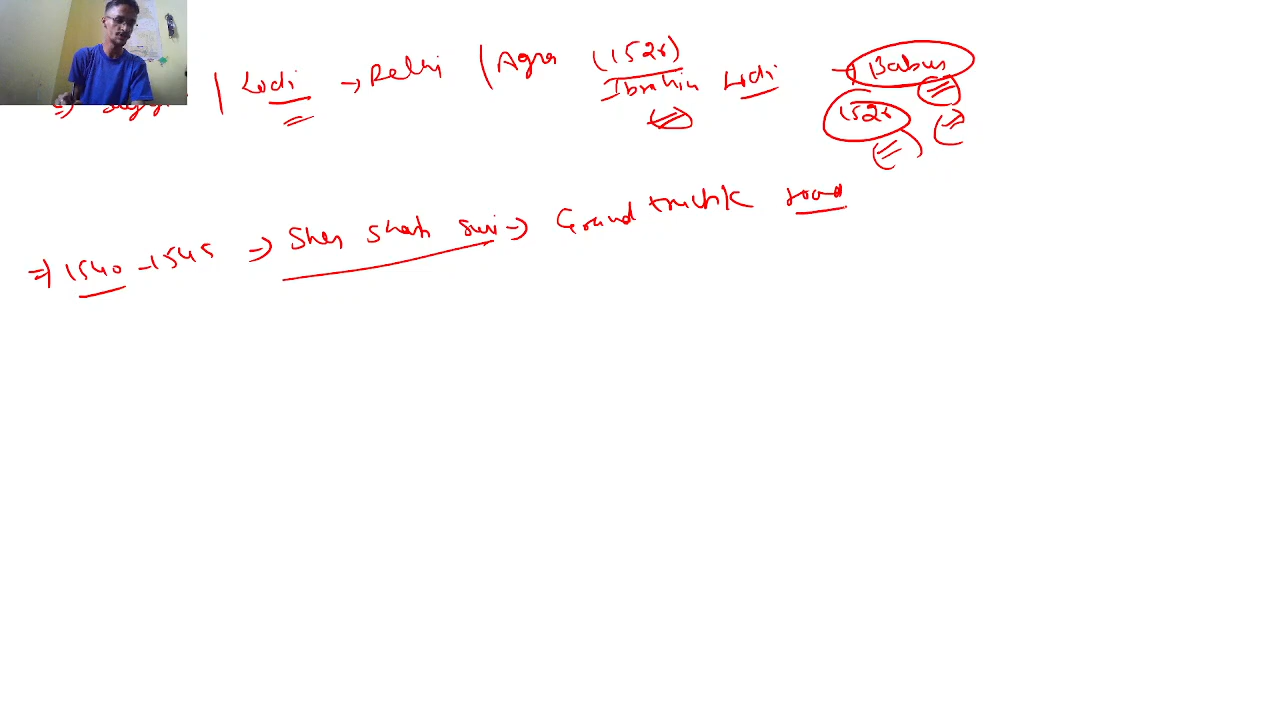 | Lodi → Delhi | Agra (1526)
Ibrahim Lodi → Babur
1526
⇒ 1540 - 1545 ⇒ Sher Shah Suri → Grand trunk road